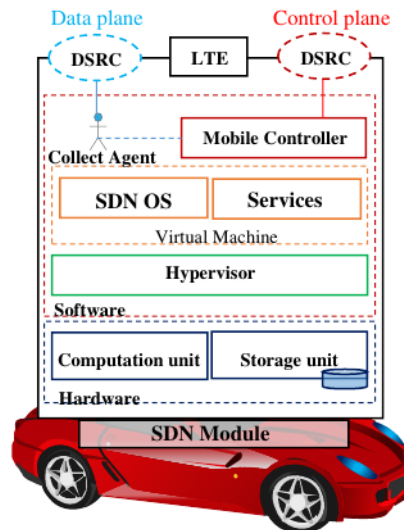 Data plane
Control plane
DSRC
LTE
DSRC
Mobile Controller
Collect Agent
SDN OS
Services
Virtual Machine
Hypervisor
Software
Computation unit
Storage unit
Hardware
SDN Module